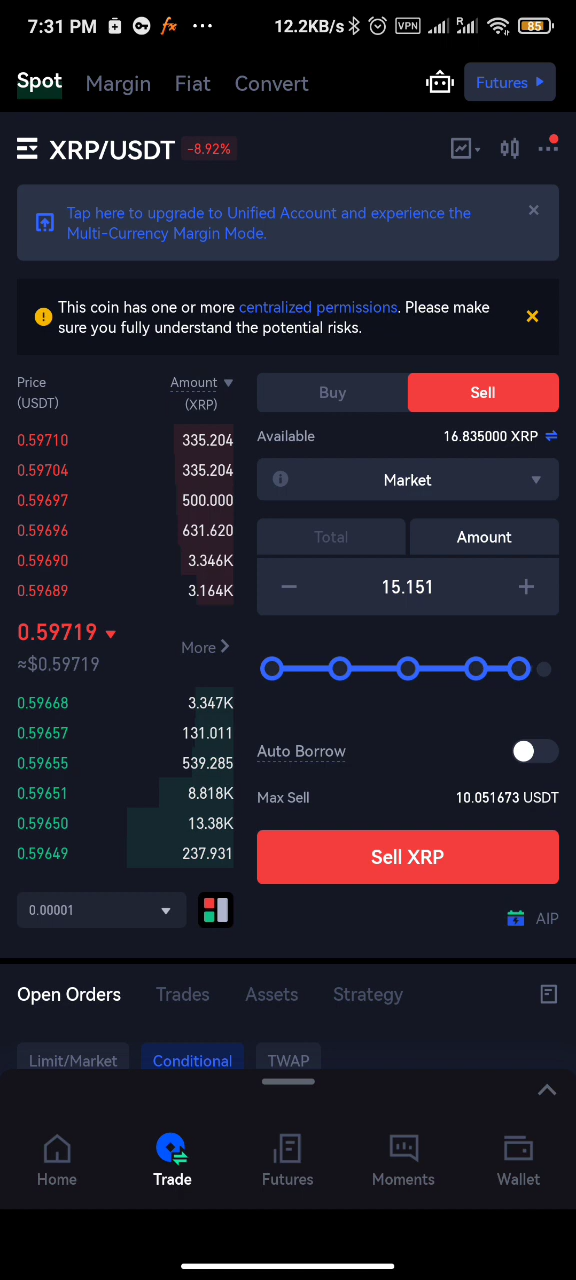 7:31 PM fx ... 12.2KB/s VPN R 85
Spot Margin Fiat Convert Futures
XRP/USDT -8.92%
Tap here to upgrade to Unified Account and experience the
Multi-Currency Margin Mode.
This coin has one or more centralized permissions. Please make
sure you fully understand the potential risks.
Price
(USDT)
Amount
(XRP)
0.59710 335.204
0.59704 335.204
0.59697 500.000
0.59696 631.620
0.59690 3.346K
0.59689 3.164K
0.59719
≈$0.59719
More
0.59668 3.347K
0.59657 131.011
0.59655 539.285
0.59651 8.818K
0.59650 13.38K
0.59649 237.931
0.00001
Buy Sell
Available 16.835000 XRP
Market
Total Amount
15.151
Auto Borrow
Max Sell 10.051673 USDT
Sell XRP
AIP
Open Orders Trades Assets Strategy
Limit/Market Conditional TWAP
Home Trade Futures Moments Wallet